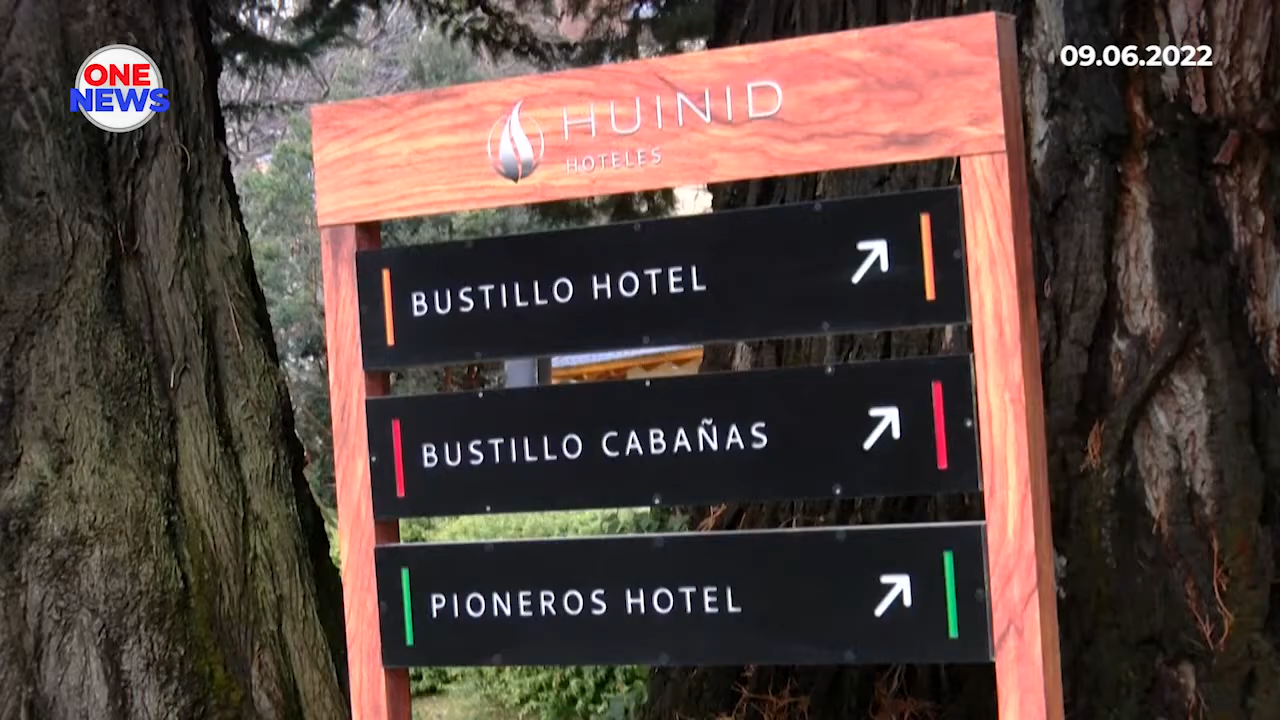 ONE
NEWS
09.06.2022
HUINID
HOTELES
BUSTILLO HOTEL
BUSTILLO CABAÑAS
PIONEROS HOTEL